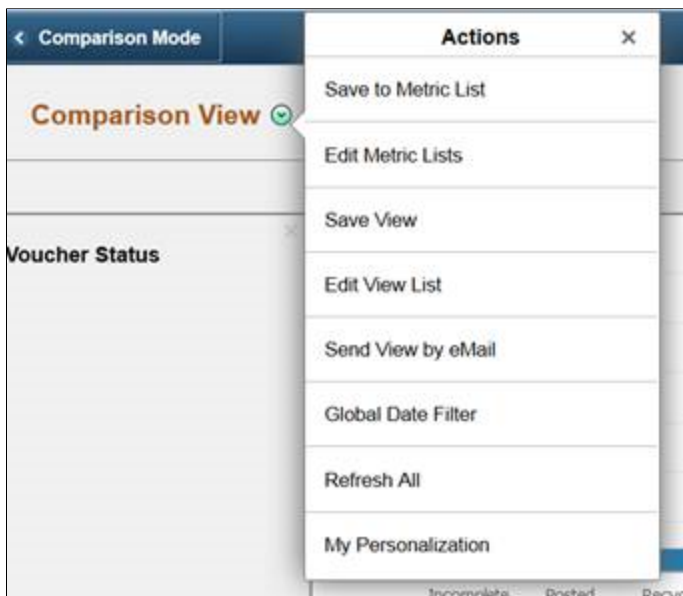 Comparison Mode
Actions
Comparison View
Save to Metric List
Edit Metric Lists
Save View
Voucher Status
Edit View List
Send View by eMail
Global Date Filter
Refresh All
My Personalization
Incomplete Posted